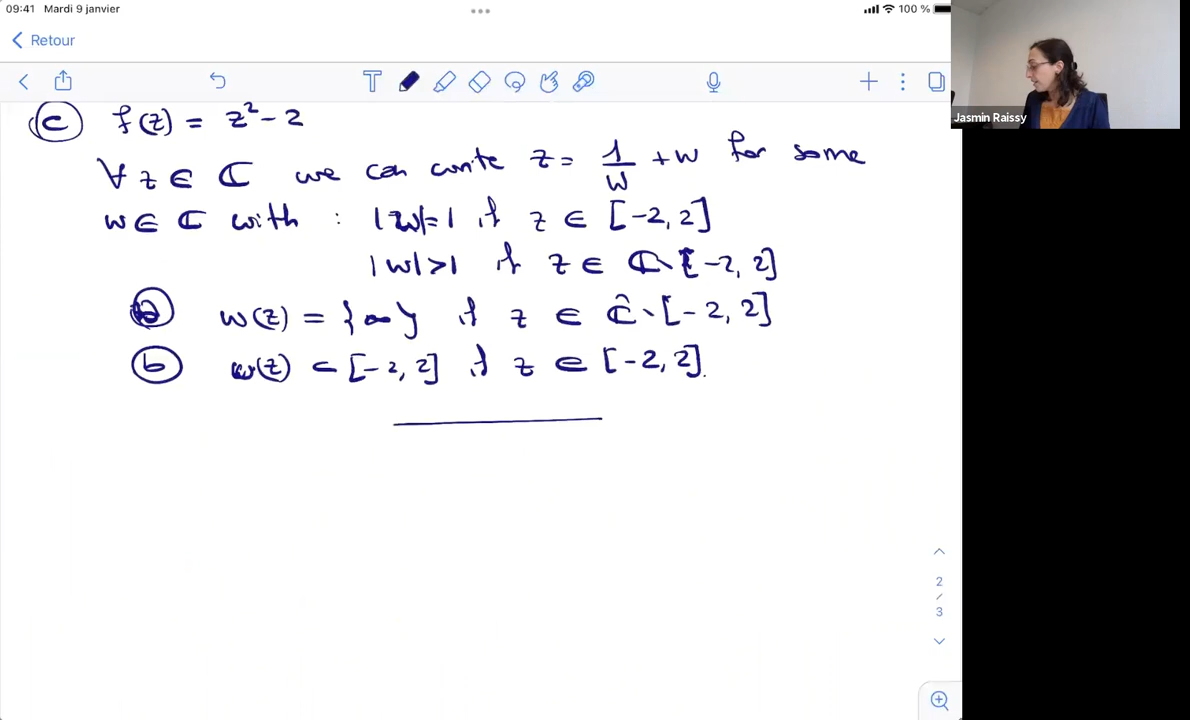 09:41 Mardi 9 janvier
100 %
Retour
Jasmin Raissy
(c) f(z) = z² - 2
∀ z ∈ ℂ we can write z = 1/w + w for some
w ∈ ℂ with : |w|=1 if z ∈ [-2, 2]
|w|>1 if z ∈ ℂ∖[-2, 2]
(a) ω(z) = {∞} if z ∈ Ĉ∖[-2, 2]
(b) ω(z) ⊂ [-2, 2] if z ∈ [-2, 2].
2
/
3